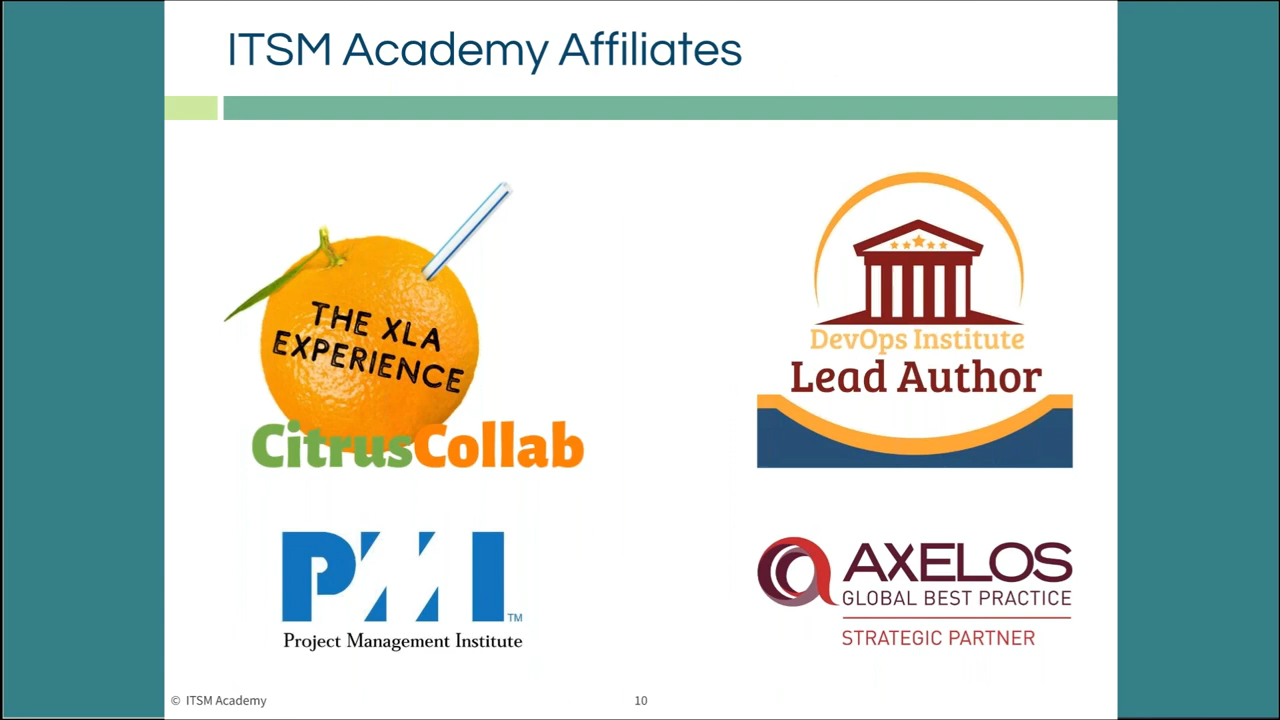 ITSM Academy Affiliates
THE XLA
EXPERIENCE
CitrusCollab
DevOps Institute
Lead Author
PMI™
Project Management Institute
AXELOS
GLOBAL BEST PRACTICE
STRATEGIC PARTNER
© ITSM Academy
10